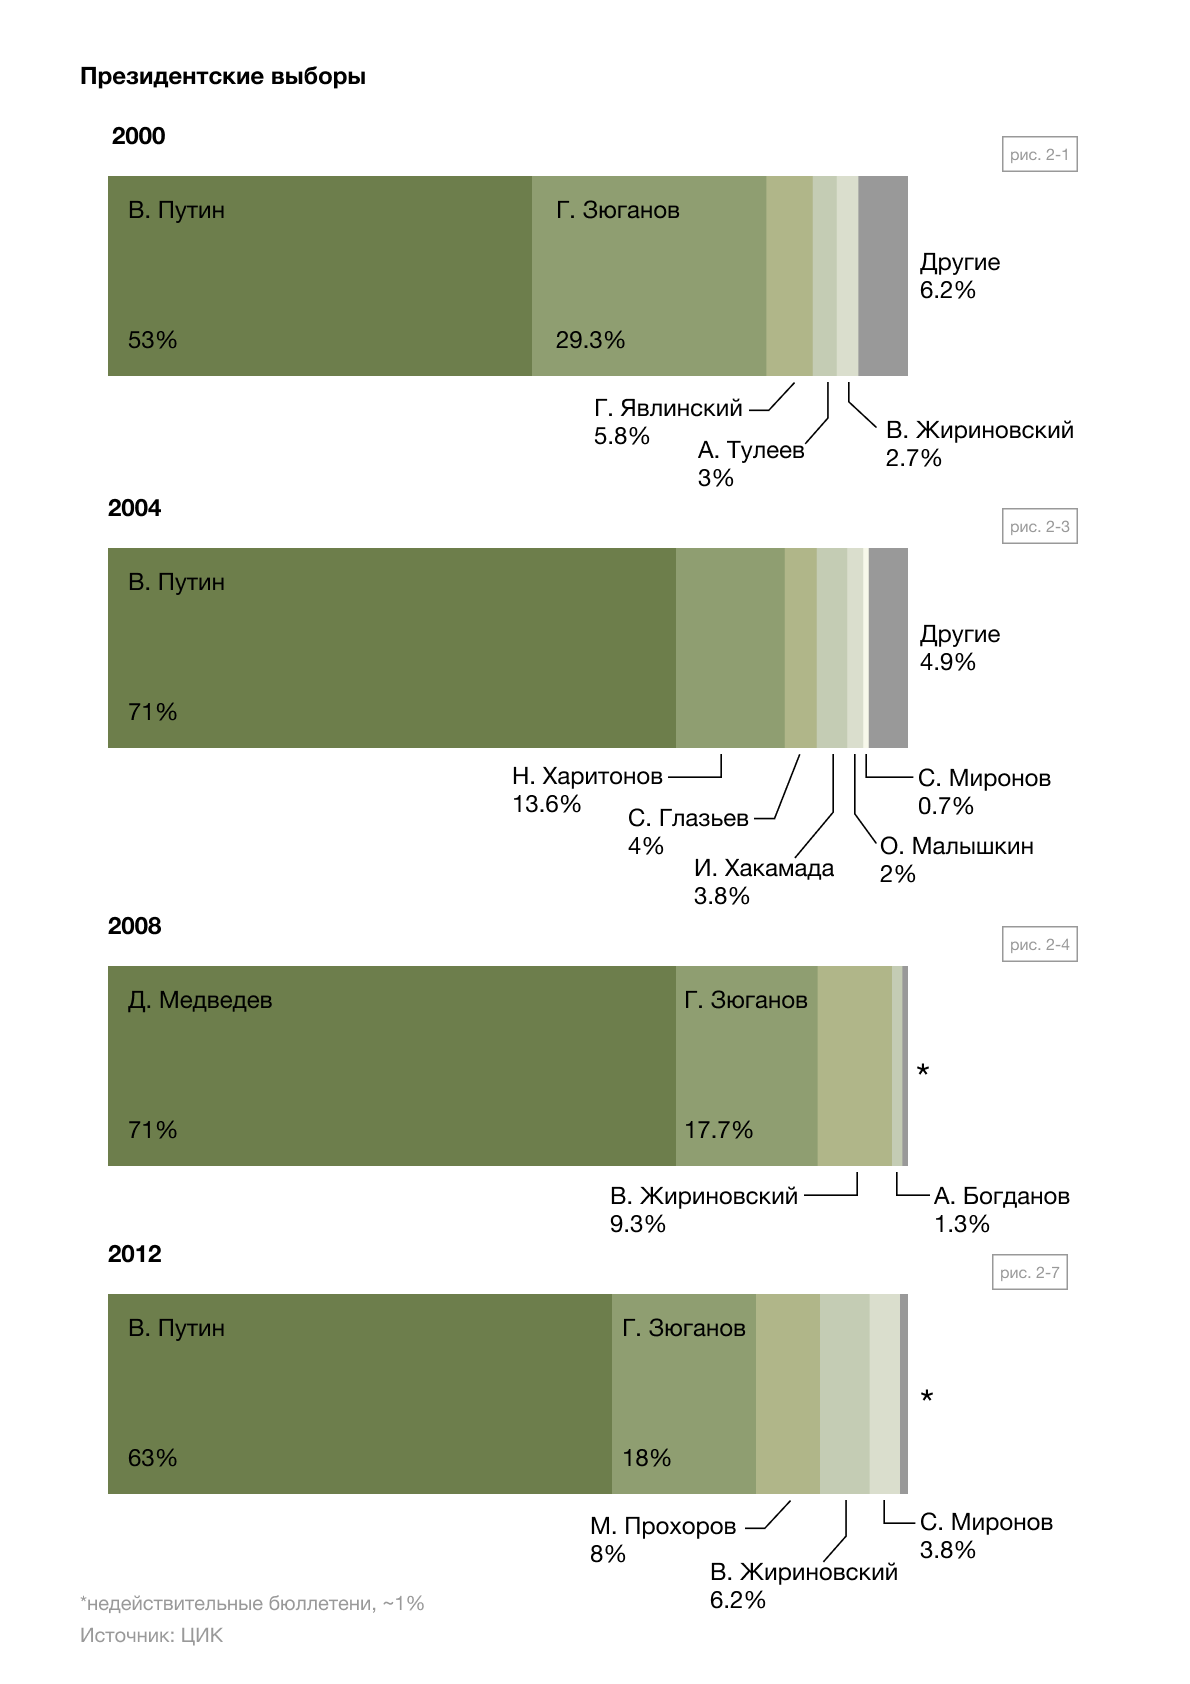 Президентские выборы
2000
рис. 2-1
В. Путин
Г. Зюганов
53%
29.3%
Другие
6.2%
Г. Явлинский
5.8%
А. Тулеев
3%
В. Жириновский
2.7%
2004
рис. 2-3
В. Путин
71%
Другие
4.9%
Н. Харитонов
13.6%
С. Глазьев
4%
И. Хакамада
3.8%
С. Миронов
0.7%
О. Малышкин
2%
2008
рис. 2-4
Д. Медведев
Г. Зюганов
71%
17.7%
*
В. Жириновский
9.3%
А. Богданов
1.3%
2012
рис. 2-7
В. Путин
Г. Зюганов
63%
18%
*
М. Прохоров
8%
В. Жириновский
6.2%
С. Миронов
3.8%
*недействительные бюллетени, ~1%
Источник: ЦИК